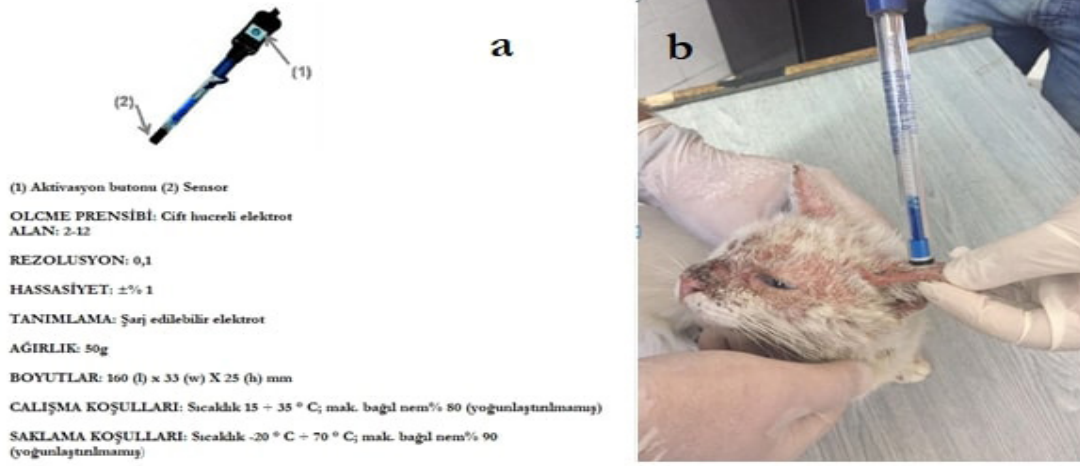 a
b
(1)
(2)
(1) Aktivasyon butonu (2) Sensor
OLCME PRENSİBİ: Cift hucreli elektrot
ALAN: 2-12
REZOLUSYON: 0,1
HASSASİYET: ±% 1
TANIMLAMA: Şarj edilebilir elektrot
AĞIRLIK: 50g
BOYUTLAR: 160 (l) x 33 (w) X 25 (h) mm
CALIŞMA KOŞULLARI: Sıcaklık 15 ÷ 35 ° C; mak. bağıl nem% 80 (yoğunlaştırılmamış)
SAKLAMA KOŞULLARI: Sıcaklık -20 ° C ÷ 70 ° C; mak. bağıl nem% 90
(yoğunlaştırılmamış)